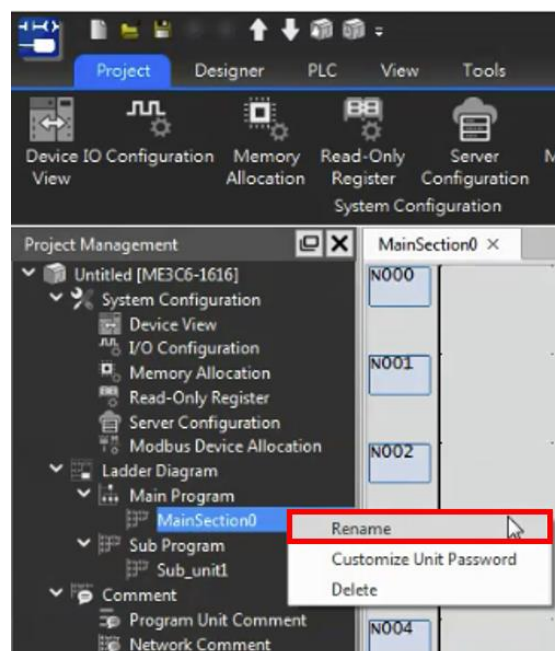 Project Designer PLC View Tools
Device View
IO Configuration
Memory Allocation
Read-Only Register
Server Configuration
System Configuration
Project Management
MainSection0 ×
Untitled [ME3C6-1616]
System Configuration
Device View
I/O Configuration
Memory Allocation
Read-Only Register
Server Configuration
Modbus Device Allocation
Ladder Diagram
Main Program
MainSection0
Sub Program
Sub_unit1
Comment
Program Unit Comment
Network Comment
N000
N001
N002
Rename
Customize Unit Password
Delete
N004